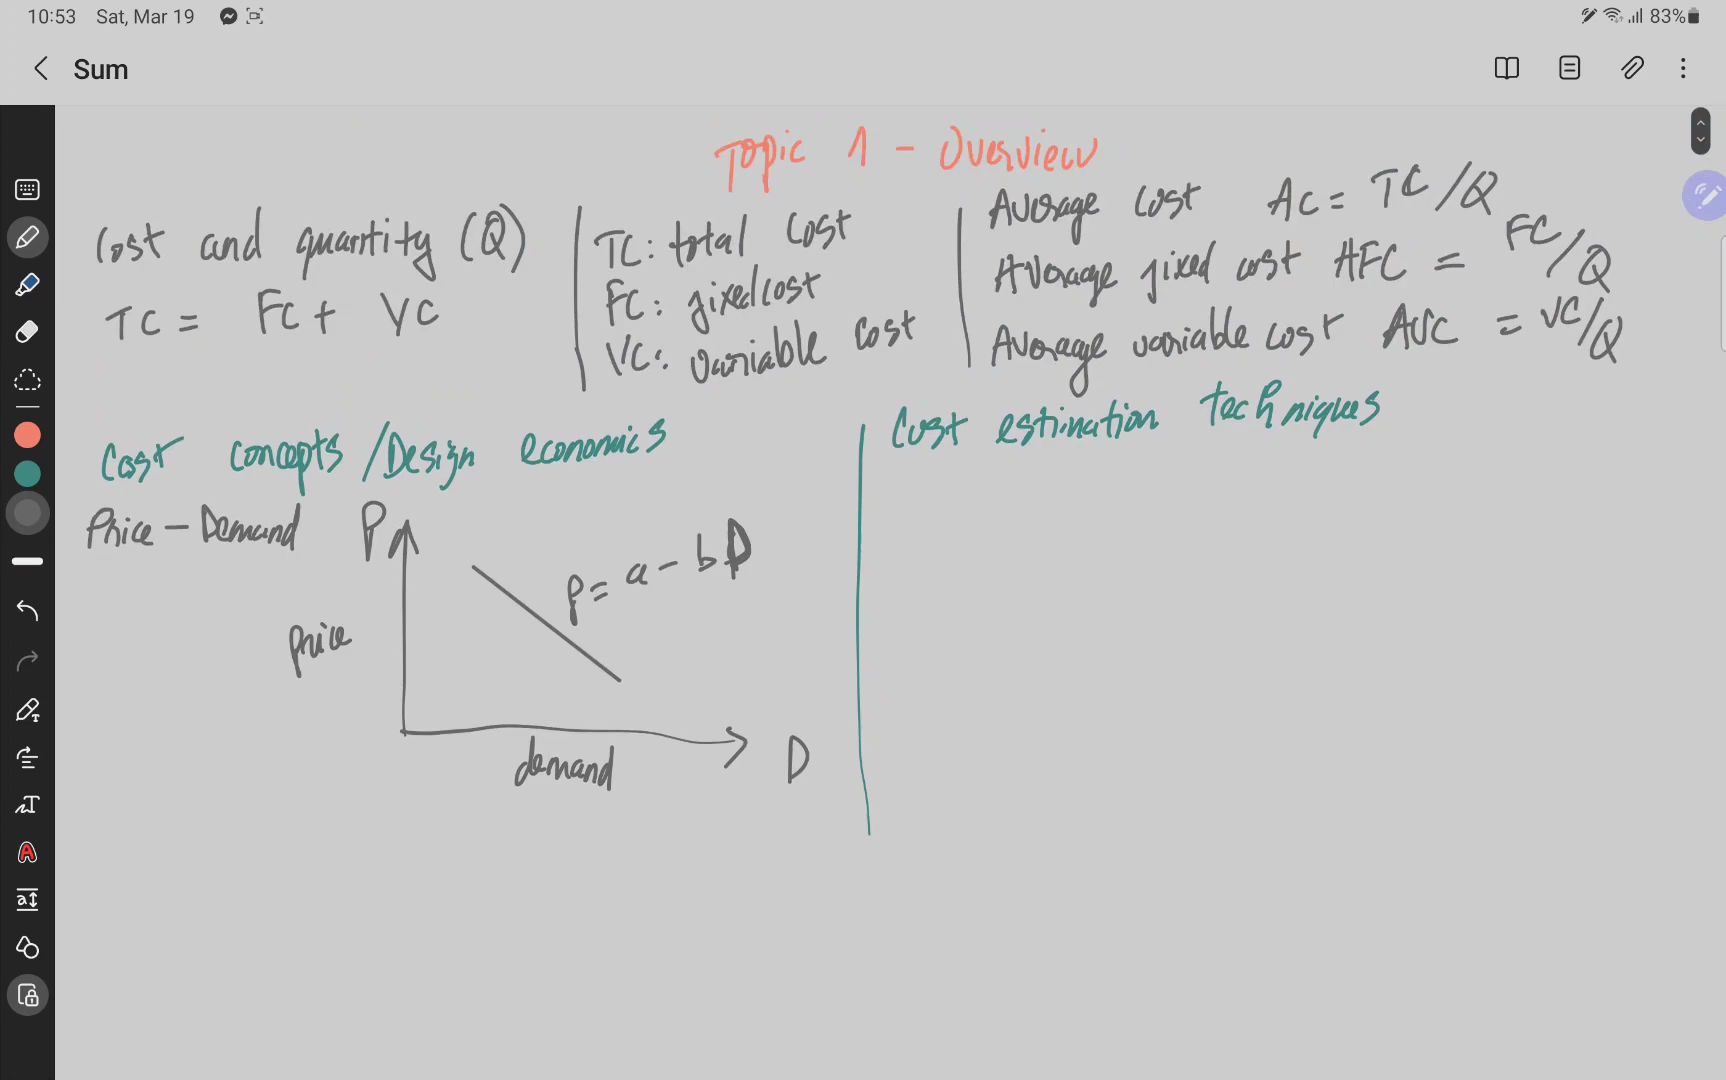 10:53 Sat, Mar 19
83%
Sum
Topic 1 - Overview
Cost and quantity (Q)
TC = FC + VC
TC: total cost
FC: fixed cost
VC: variable cost
Average cost AC = TC/Q
Average fixed cost AFC = FC/Q
Average variable cost AVC = VC/Q
Cost concepts/Design economics
Price - Demand
P
P = a - bD
price
demand
D
Cost estimation techniques